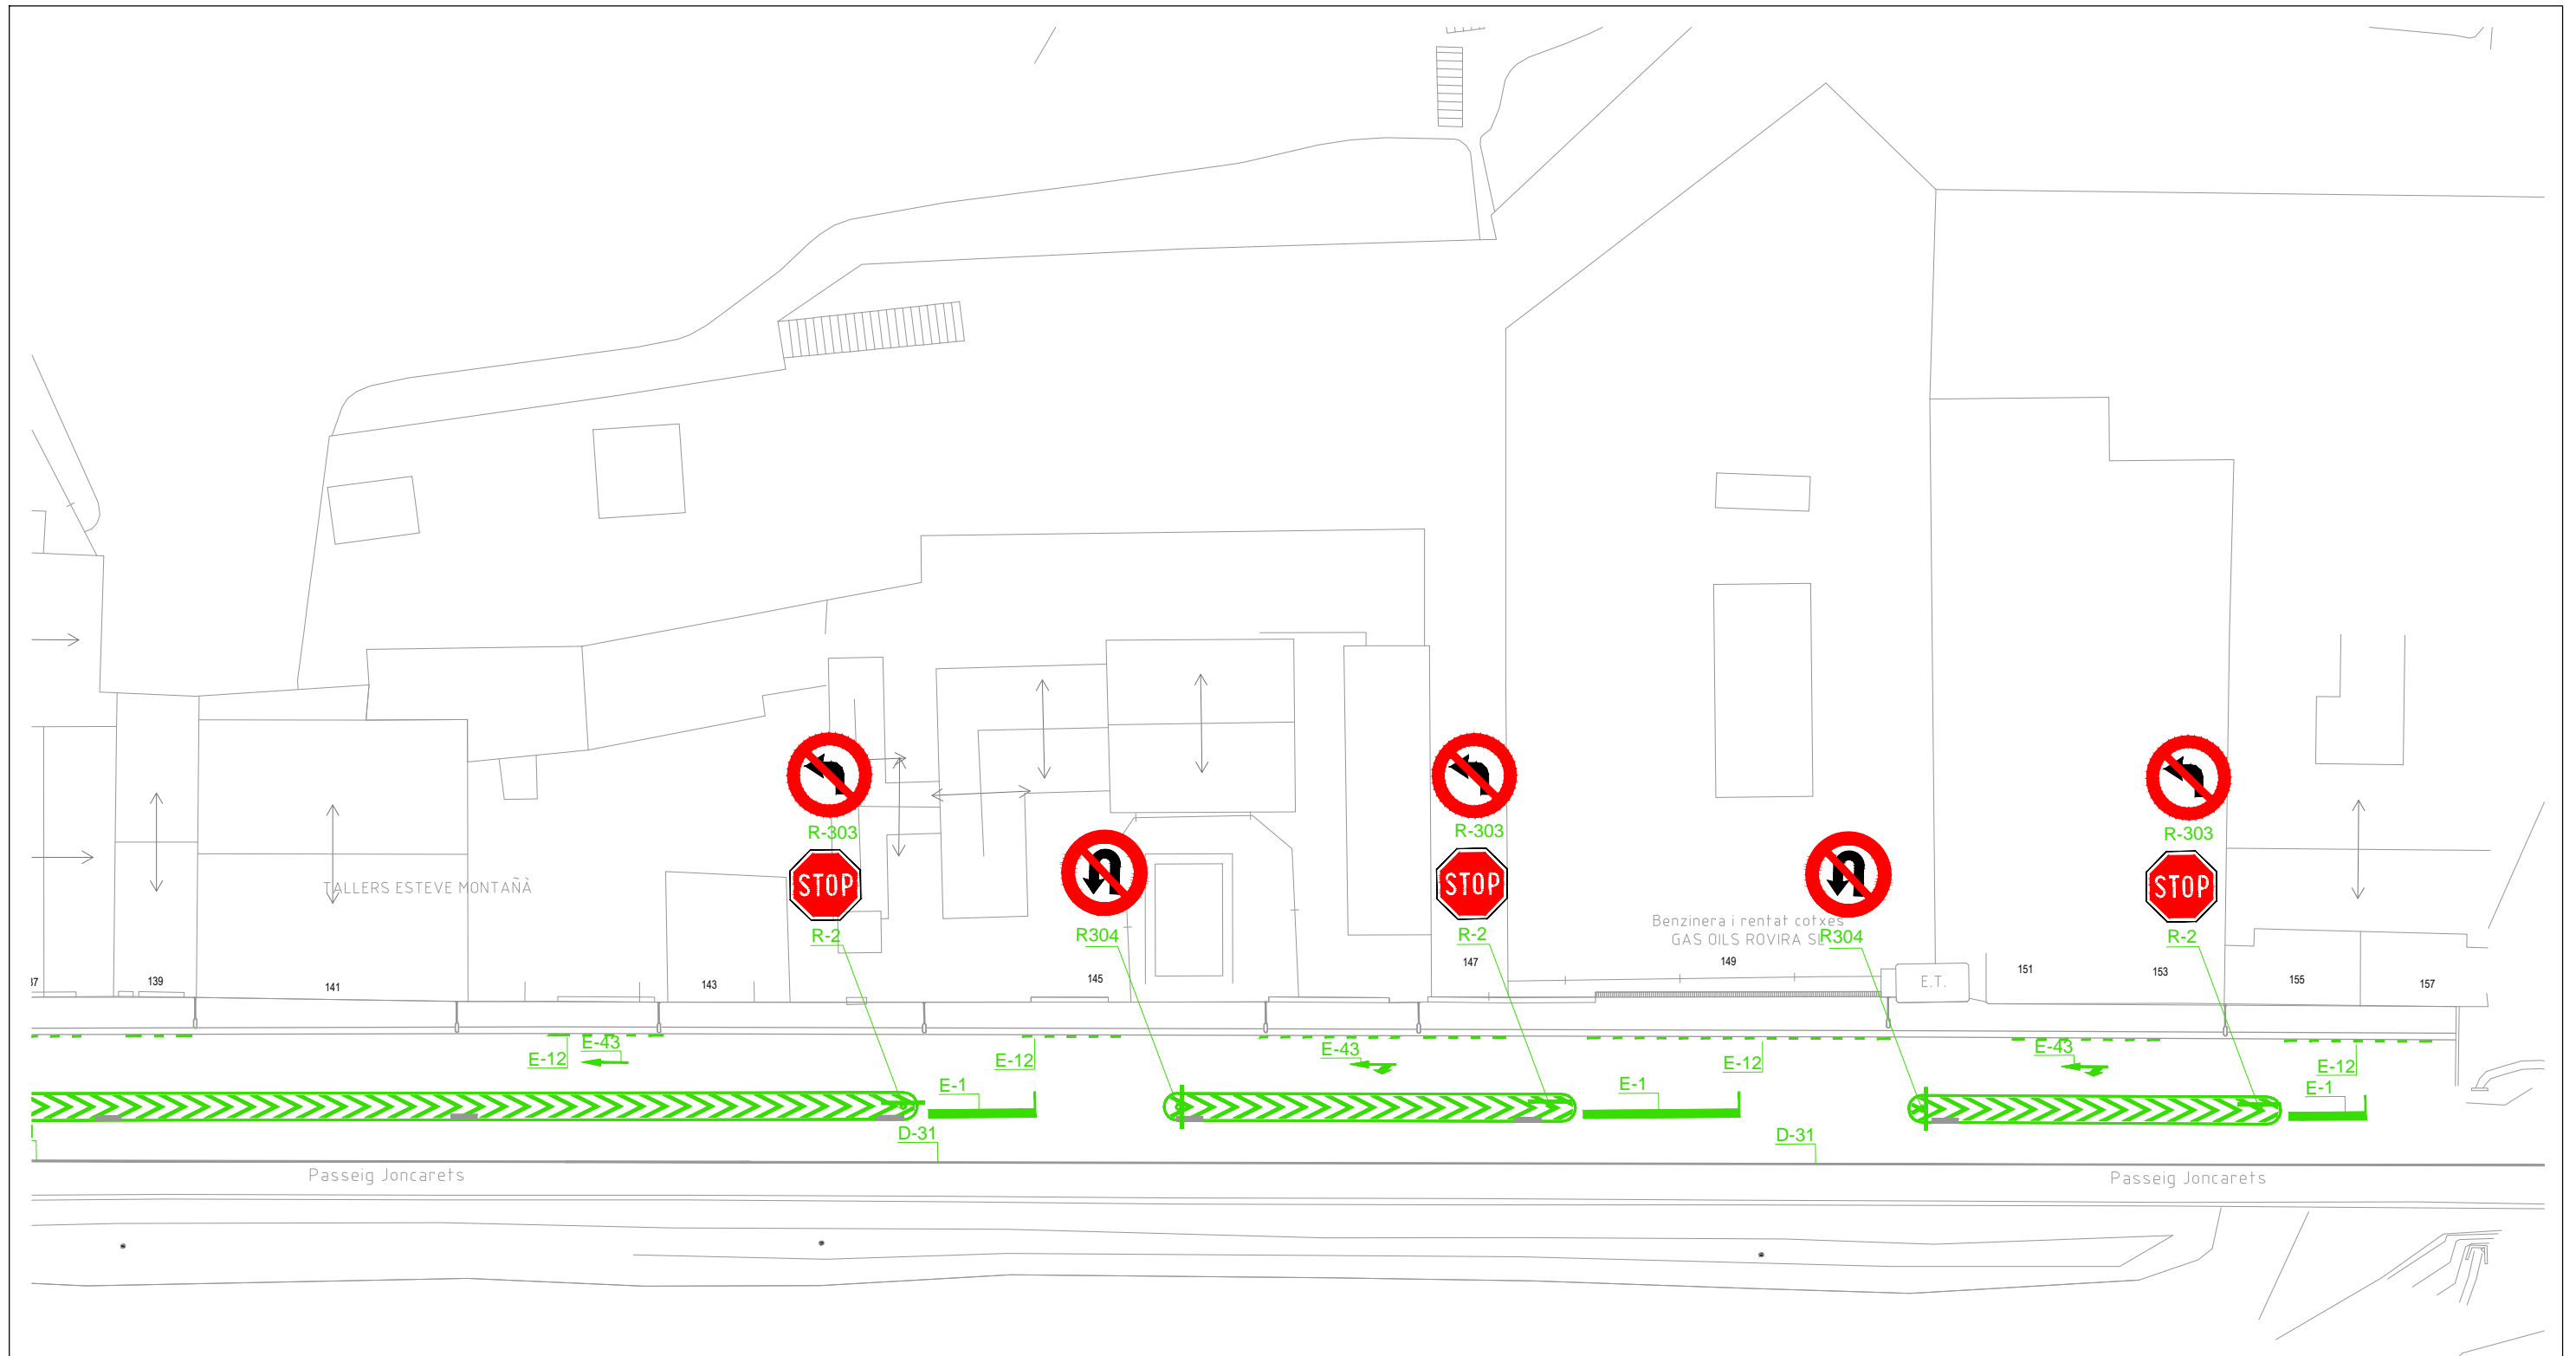 R-303
STOP
R-2
R304
R-303
STOP
R-2
R304
R-303
STOP
R-2
TALLERS ESTEVE MONTAÑÀ
Benzinera i rentat cotxes
GAS OILS ROVIRA SL
E.T.
139
141
143
145
147
149
151
153
155
157
E-12
E-43
E-12
E-43
E-12
E-43
E-12
E-1
E-1
E-1
D-31
D-31
Passeig Joncarets
Passeig Joncarets